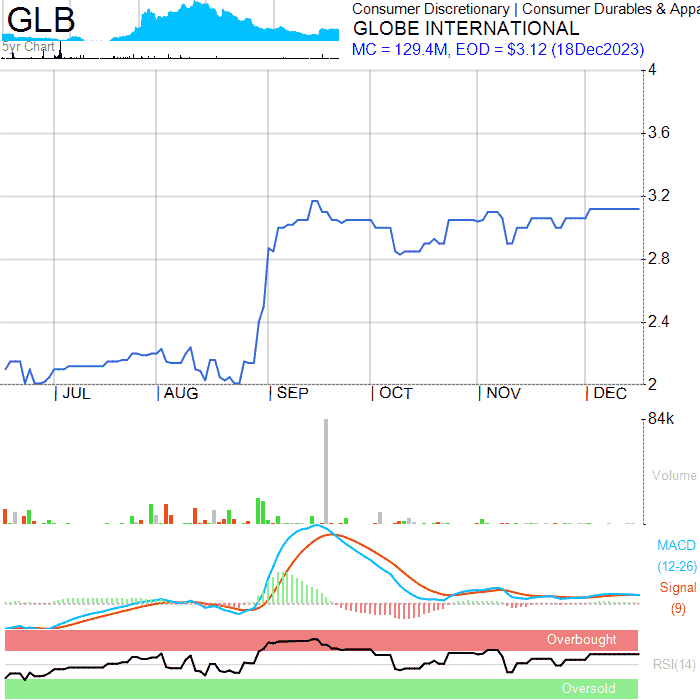 GLB
5yr Chart
Consumer Discretionary | Consumer Durables & Appa
GLOBE INTERNATIONAL
MC = 129.4M, EOD = $3.12 (18Dec2023)
4
3.6
3.2
2.8
2.4
2
JUL AUG SEP OCT NOV DEC
84k
Volume
MACD
(12-26)
Signal
(9)
Overbought
RSI(14)
Oversold